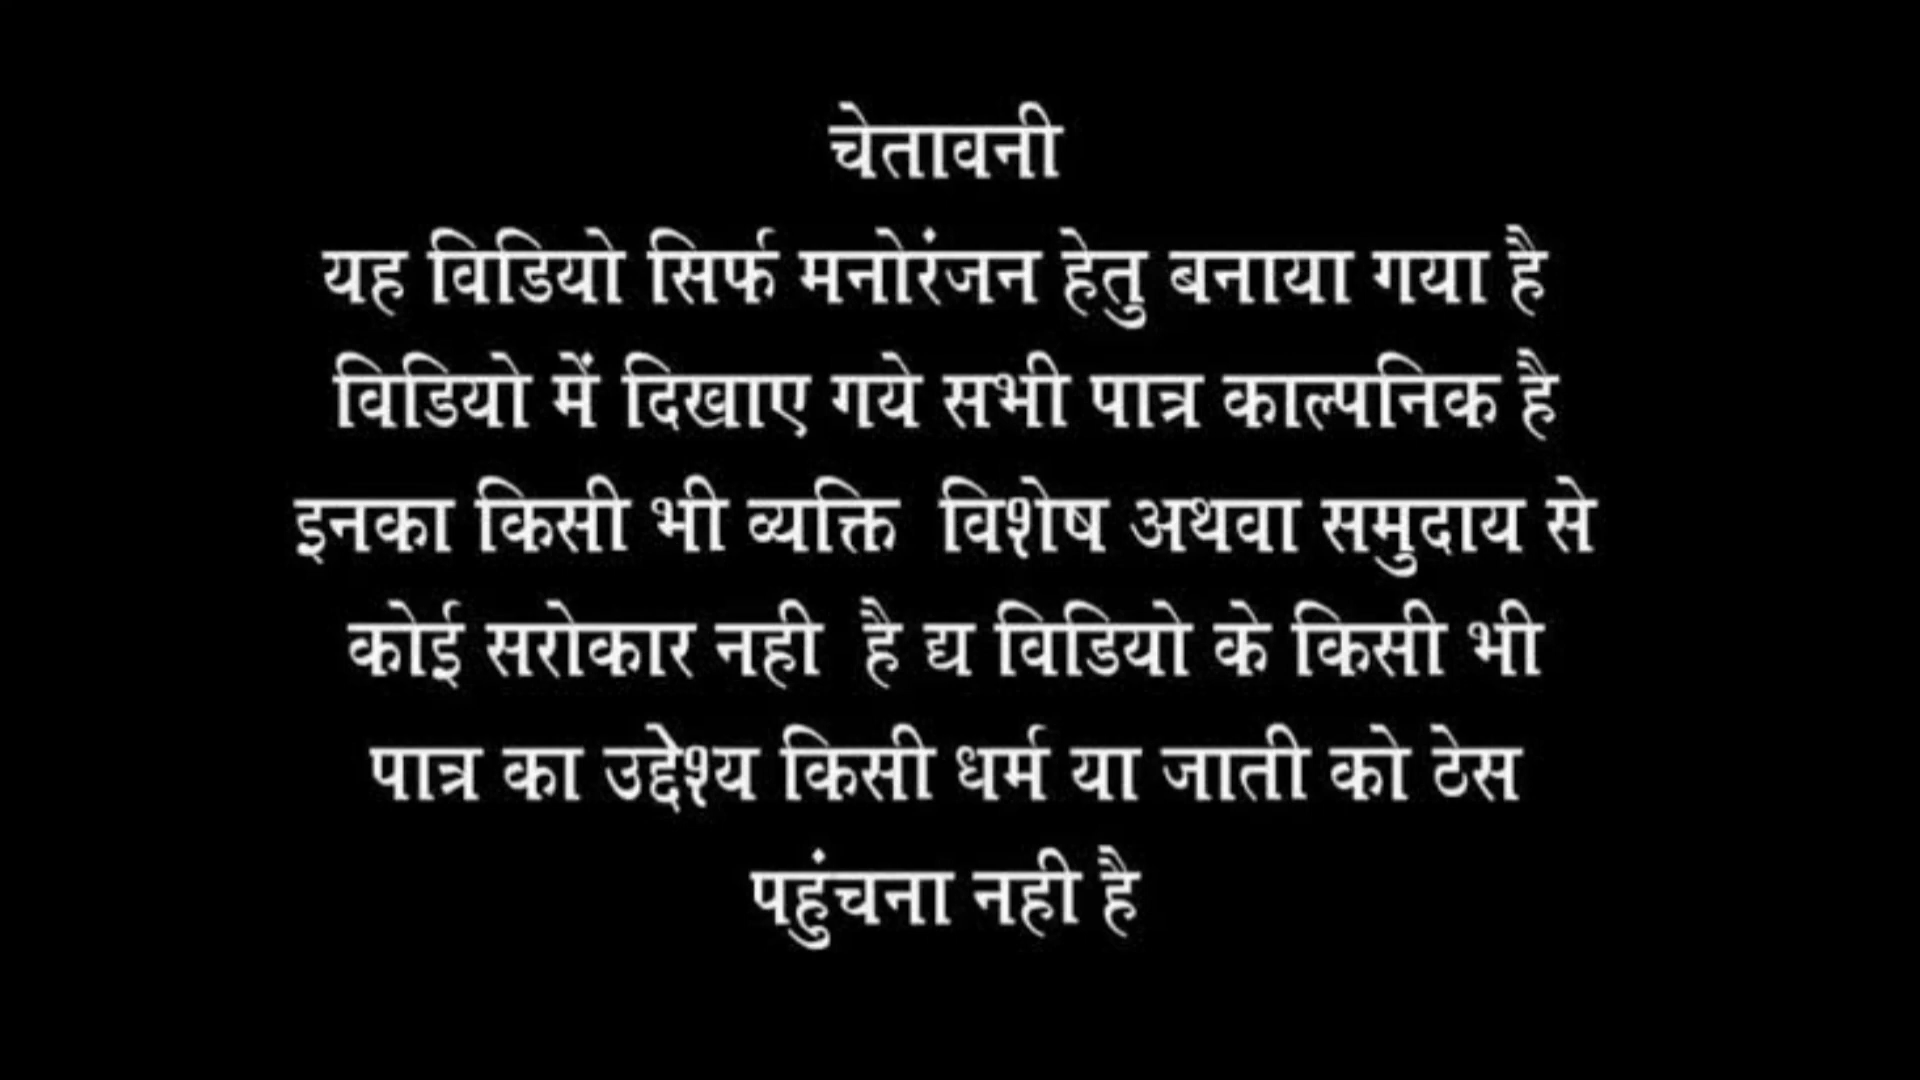 चेतावनी
यह विडियो सिर्फ मनोरंजन हेतु बनाया गया है
विडियो में दिखाए गये सभी पात्र काल्पनिक है
इनका किसी भी व्यक्ति विशेष अथवा समुदाय से
कोई सरोकार नही है द्य विडियो के किसी भी
पात्र का उद्देश्य किसी धर्म या जाती को ठेस
पहुंचना नही है